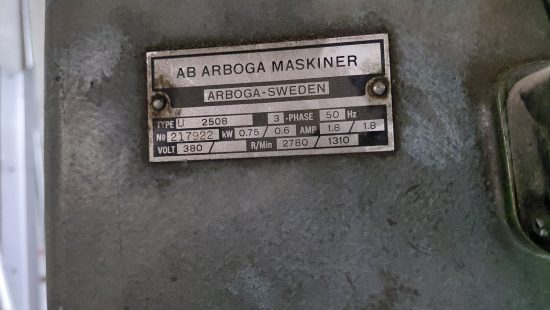 AB ARBOGA MASKINER
ARBOGA-SWEDEN
TYPE U 2508 3 -PHASE 50 Hz
No 217922 kW 0.75 / 0.6 AMP 1.8 / 1.8
VOLT 380 / R/Min 2780 / 1310